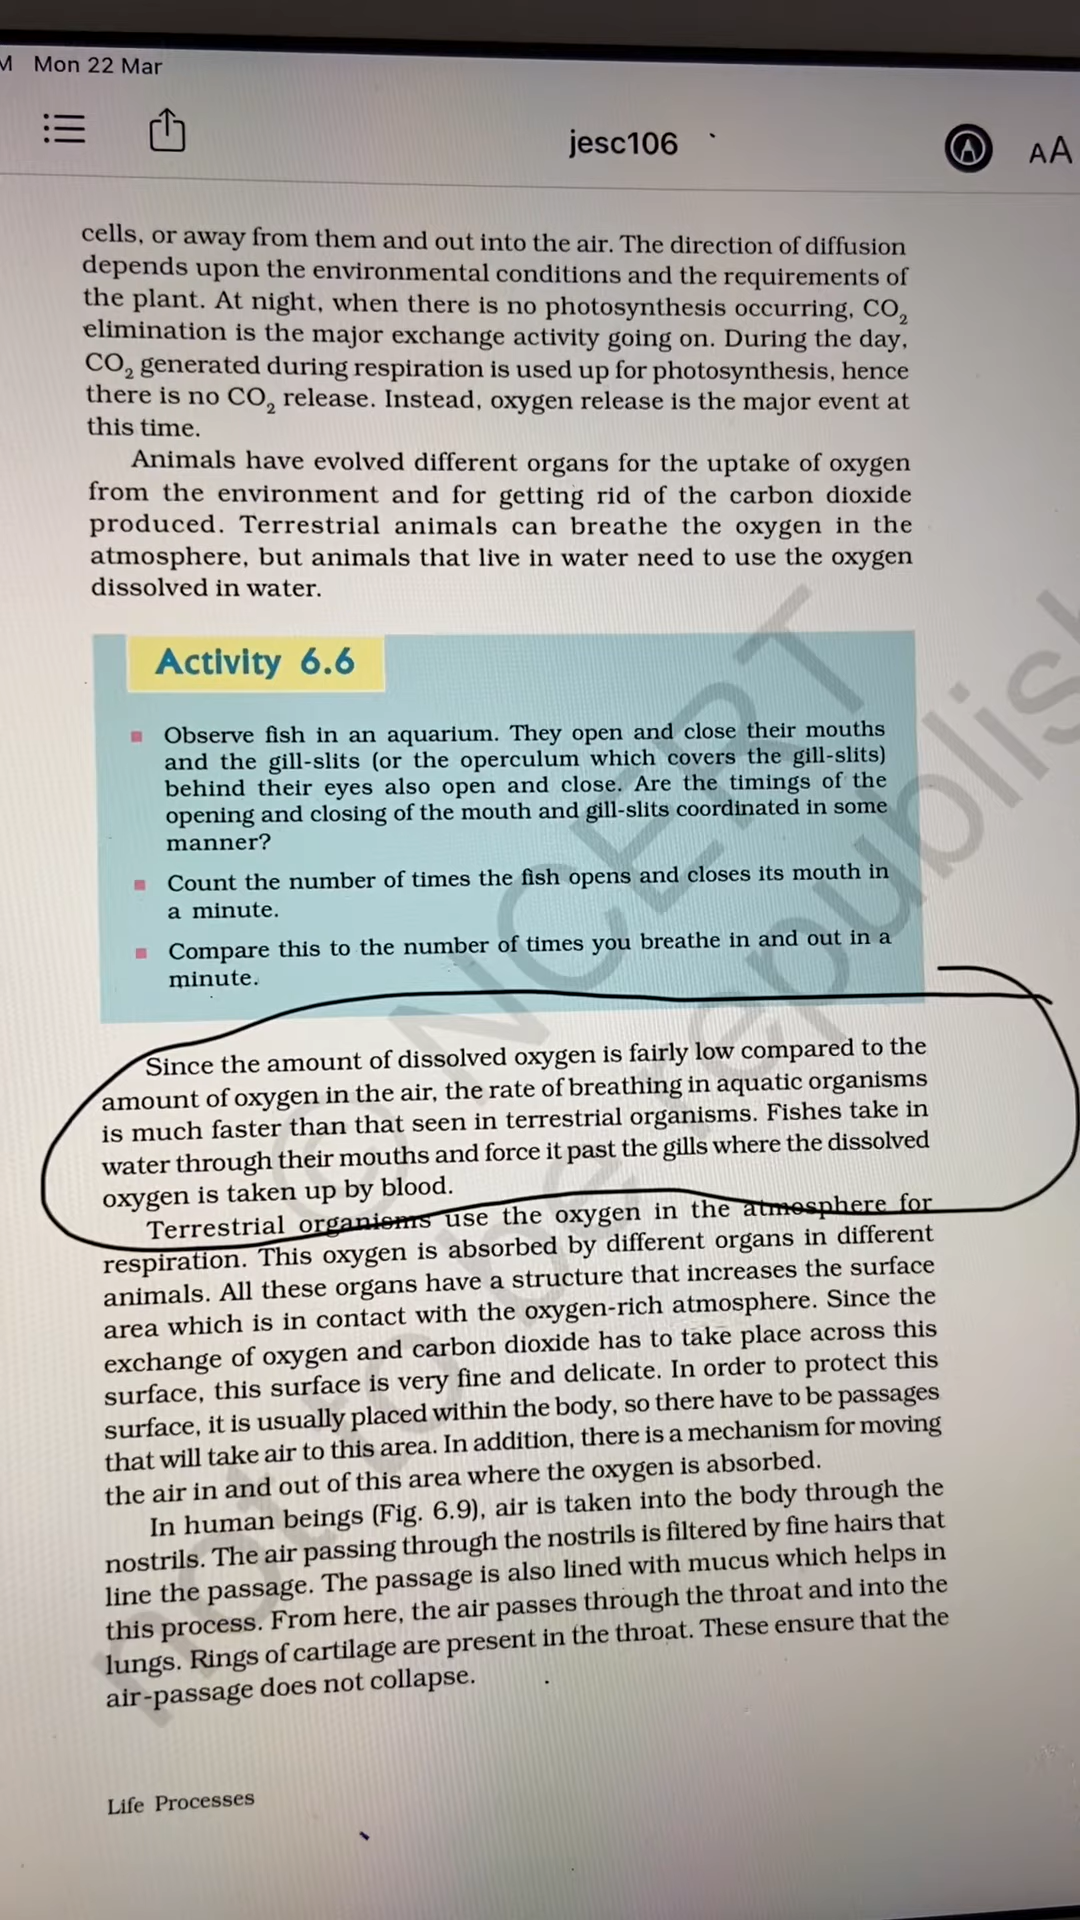 M Mon 22 Mar
jesc106
AA
cells, or away from them and out into the air. The direction of diffusion
depends upon the environmental conditions and the requirements of
the plant. At night, when there is no photosynthesis occurring, CO₂
elimination is the major exchange activity going on. During the day,
CO₂ generated during respiration is used up for photosynthesis, hence
there is no CO₂ release. Instead, oxygen release is the major event at
this time.
Animals have evolved different organs for the uptake of oxygen
from the environment and for getting rid of the carbon dioxide
produced. Terrestrial animals can breathe the oxygen in the
atmosphere, but animals that live in water need to use the oxygen
dissolved in water.
Activity 6.6
Observe fish in an aquarium. They open and close their mouths
and the gill-slits (or the operculum which covers the gill-slits)
behind their eyes also open and close. Are the timings of the
opening and closing of the mouth and gill-slits coordinated in some
manner?
Count the number of times the fish opens and closes its mouth in
a minute.
Compare this to the number of times you breathe in and out in a
minute.
Since the amount of dissolved oxygen is fairly low compared to the
amount of oxygen in the air, the rate of breathing in aquatic organisms
is much faster than that seen in terrestrial organisms. Fishes take in
water through their mouths and force it past the gills where the dissolved
oxygen is taken up by blood.
Terrestrial organisms use the oxygen in the atmosphere for
respiration. This oxygen is absorbed by different organs in different
animals. All these organs have a structure that increases the surface
area which is in contact with the oxygen-rich atmosphere. Since the
exchange of oxygen and carbon dioxide has to take place across this
surface, this surface is very fine and delicate. In order to protect this
surface, it is usually placed within the body, so there have to be passages
that will take air to this area. In addition, there is a mechanism for moving
the air in and out of this area where the oxygen is absorbed.
In human beings (Fig. 6.9), air is taken into the body through the
nostrils. The air passing through the nostrils is filtered by fine hairs that
line the passage. The passage is also lined with mucus which helps in
this process. From here, the air passes through the throat and into the
lungs. Rings of cartilage are present in the throat. These ensure that the
air-passage does not collapse.
Life Processes
© NCERT
not to be republish